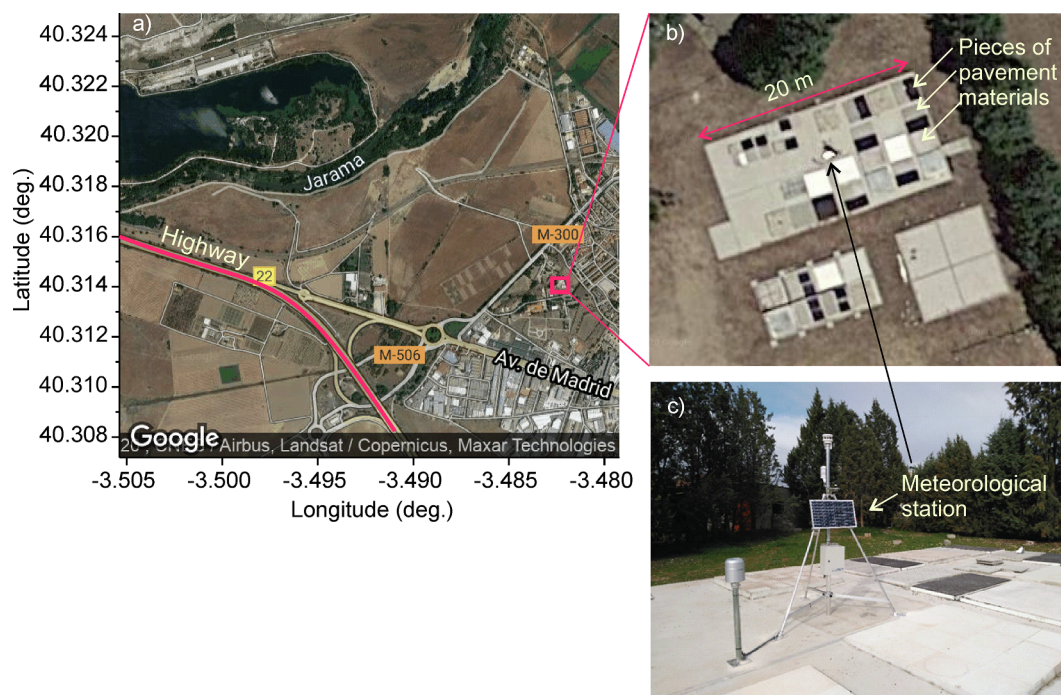 a)
40.324
40.322
40.320
40.318
40.316
40.314
40.312
40.310
40.308
Latitude (deg.)
Jarama
Highway
22
M-300
M-506
Av. de Madrid
Google
Airbus, Landsat / Copernicus, Maxar Technologies
-3.505
-3.500
-3.495
-3.490
-3.485
-3.480
Longitude (deg.)
b)
20 m
Pieces of
pavement
materials
c)
Meteorological
station